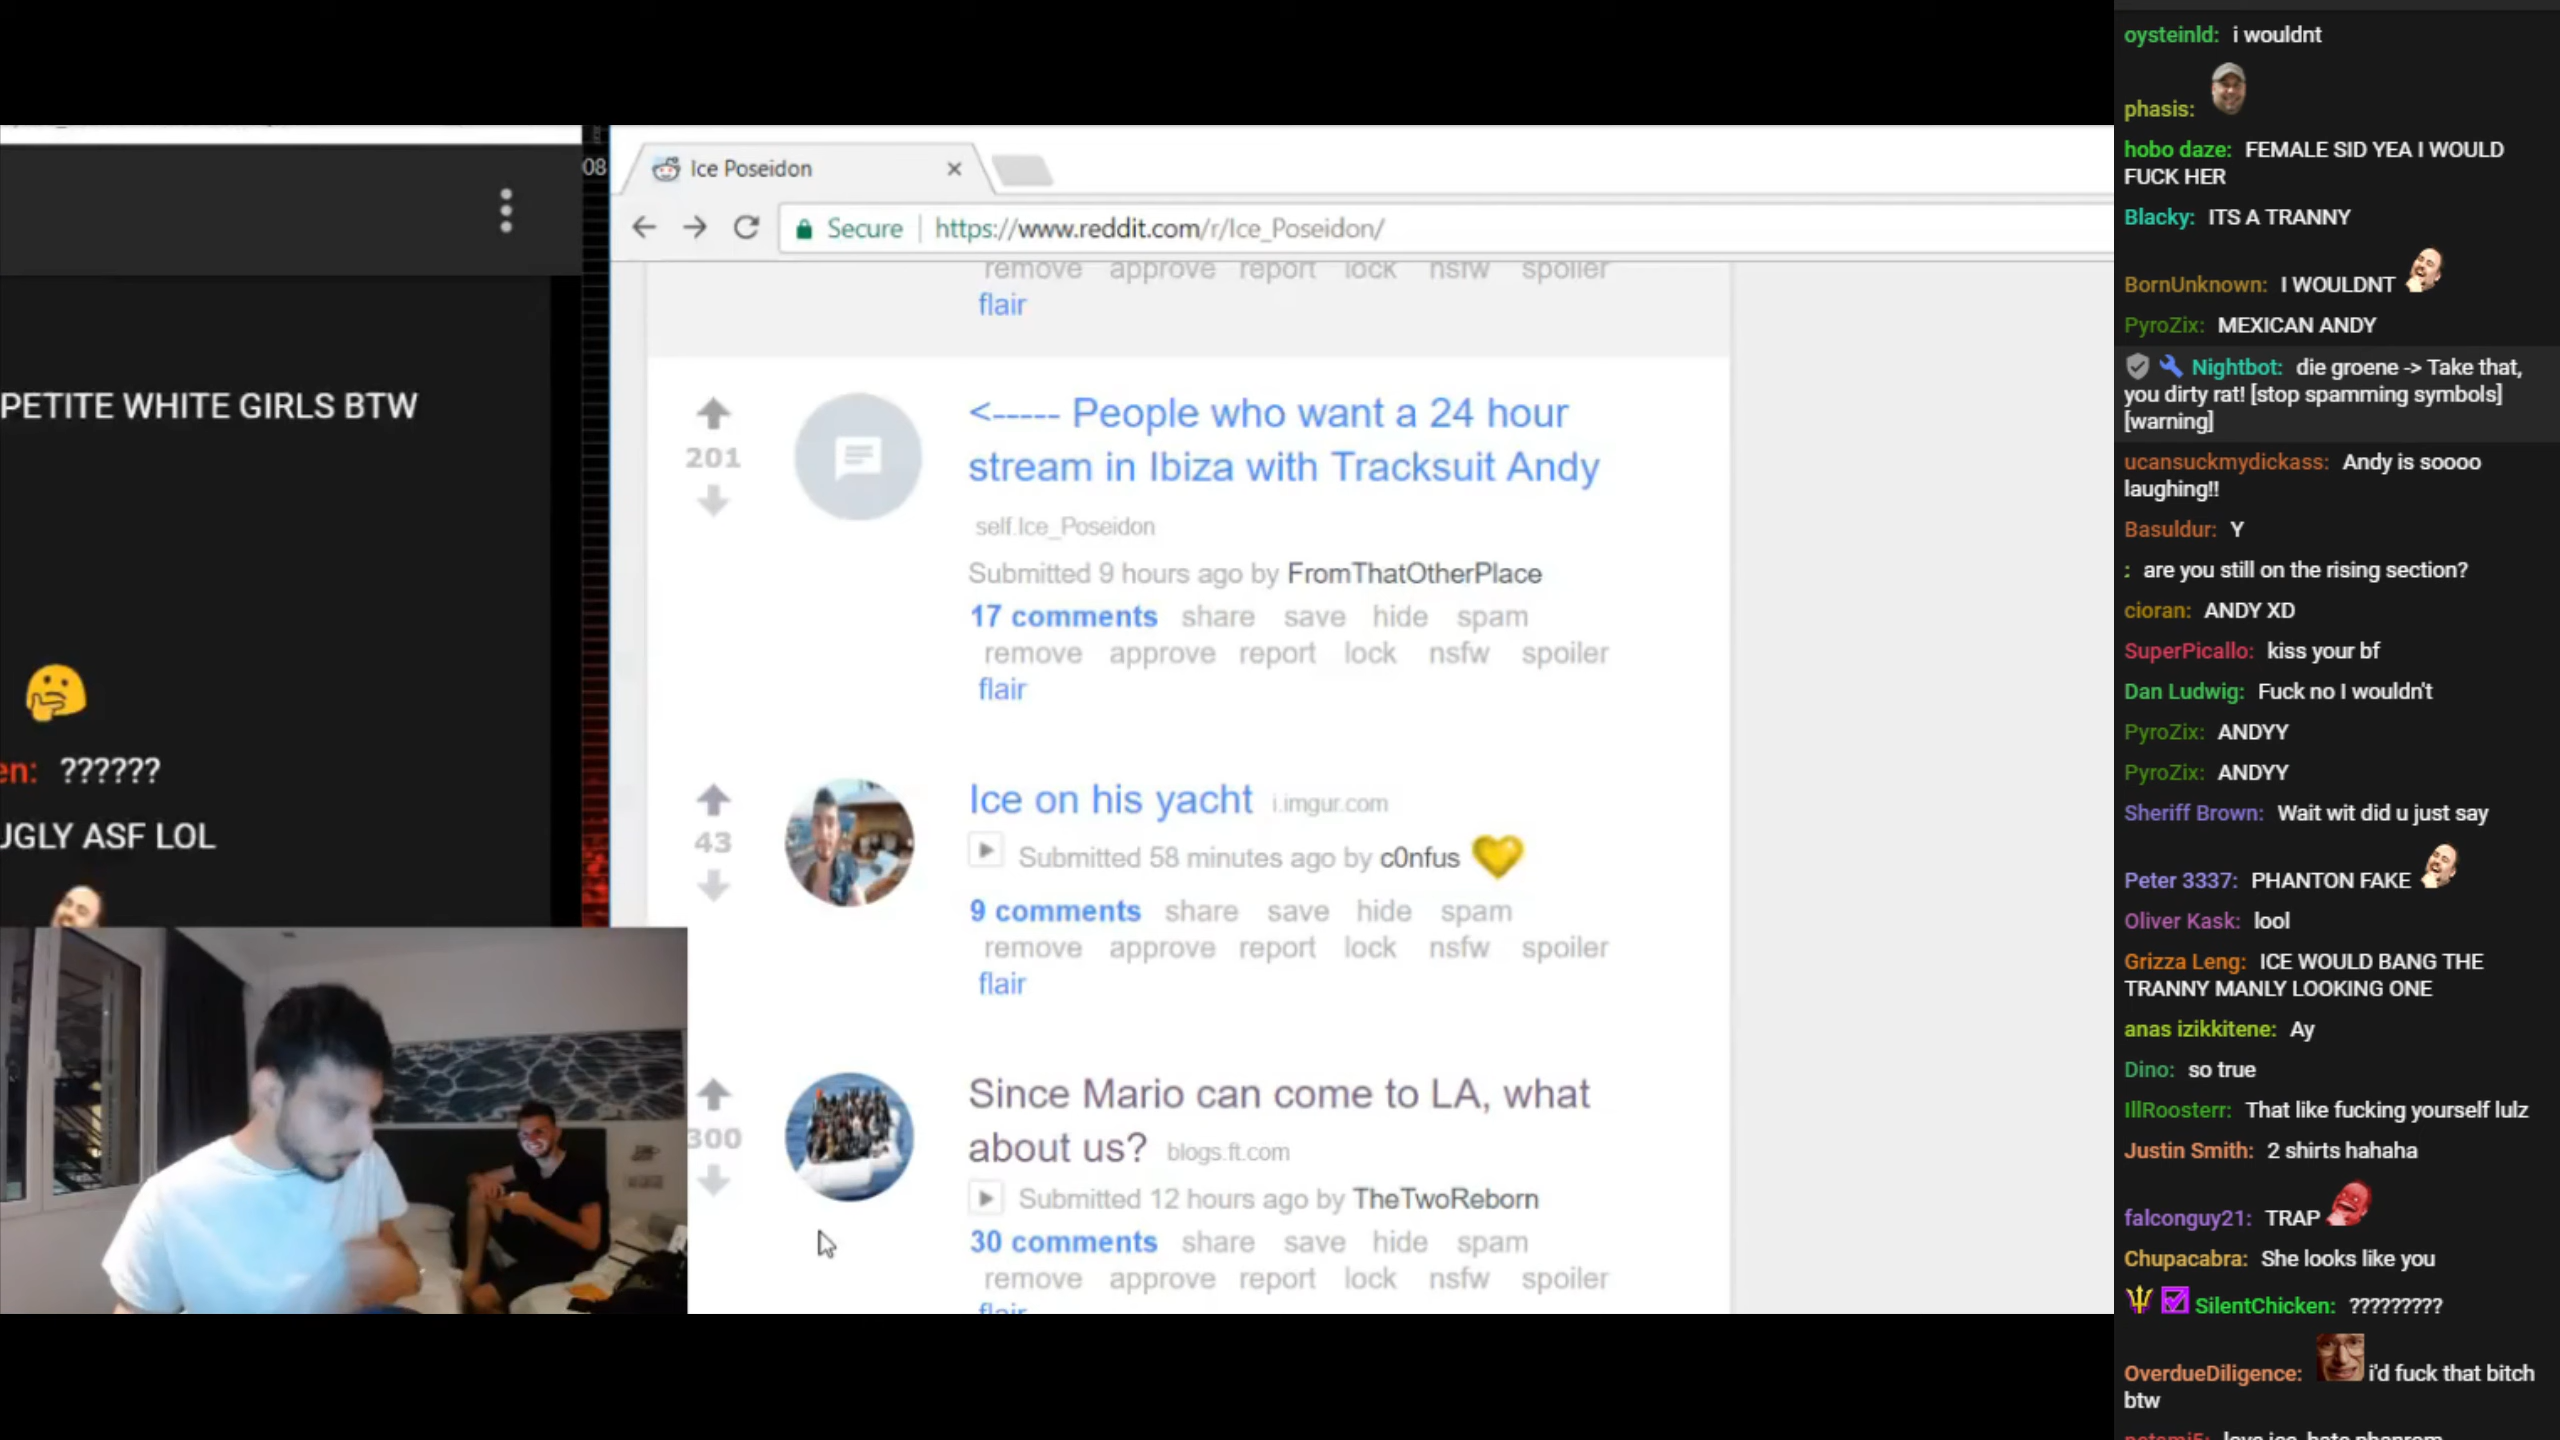 PETITE WHITE GIRLS BTW
en: ??????
UGLY ASF LOL
08
Ice Poseidon
Secure https://www.reddit.com/r/Ice_Poseidon/
remove approve report lock nsfw spoiler
flair
201
<----- People who want a 24 hour
stream in Ibiza with Tracksuit Andy
self.Ice_Poseidon
Submitted 9 hours ago by FromThatOtherPlace
17 comments share save hide spam
remove approve report lock nsfw spoiler
flair
43
Ice on his yacht i.imgur.com
Submitted 58 minutes ago by c0nfus
9 comments share save hide spam
remove approve report lock nsfw spoiler
flair
300
Since Mario can come to LA, what
about us? blogs.ft.com
Submitted 12 hours ago by TheTwoReborn
30 comments share save hide spam
remove approve report lock nsfw spoiler
flair
oysteinld: i wouldnt
phasis:
hobo daze: FEMALE SID YEA I WOULD
FUCK HER
Blacky: ITS A TRANNY
BornUnknown: I WOULDNT
PyroZix: MEXICAN ANDY
Nightbot: die groene -> Take that,
you dirty rat! [stop spamming symbols]
[warning]
ucansuckmydickass: Andy is soooo
laughing!!
Basuldur: Y
: are you still on the rising section?
cioran: ANDY XD
SuperPicallo: kiss your bf
Dan Ludwig: Fuck no I wouldn't
PyroZix: ANDYY
PyroZix: ANDYY
Sheriff Brown: Wait wit did u just say
Peter 3337: PHANTON FAKE
Oliver Kask: lool
Grizza Leng: ICE WOULD BANG THE
TRANNY MANLY LOOKING ONE
anas izikkitene: Ay
Dino: so true
IllRoosterr: That like fucking yourself lulz
Justin Smith: 2 shirts hahaha
falconguy21: TRAP
Chupacabra: She looks like you
SilentChicken: ?????????
OverdueDiligence: i'd fuck that bitch
btw